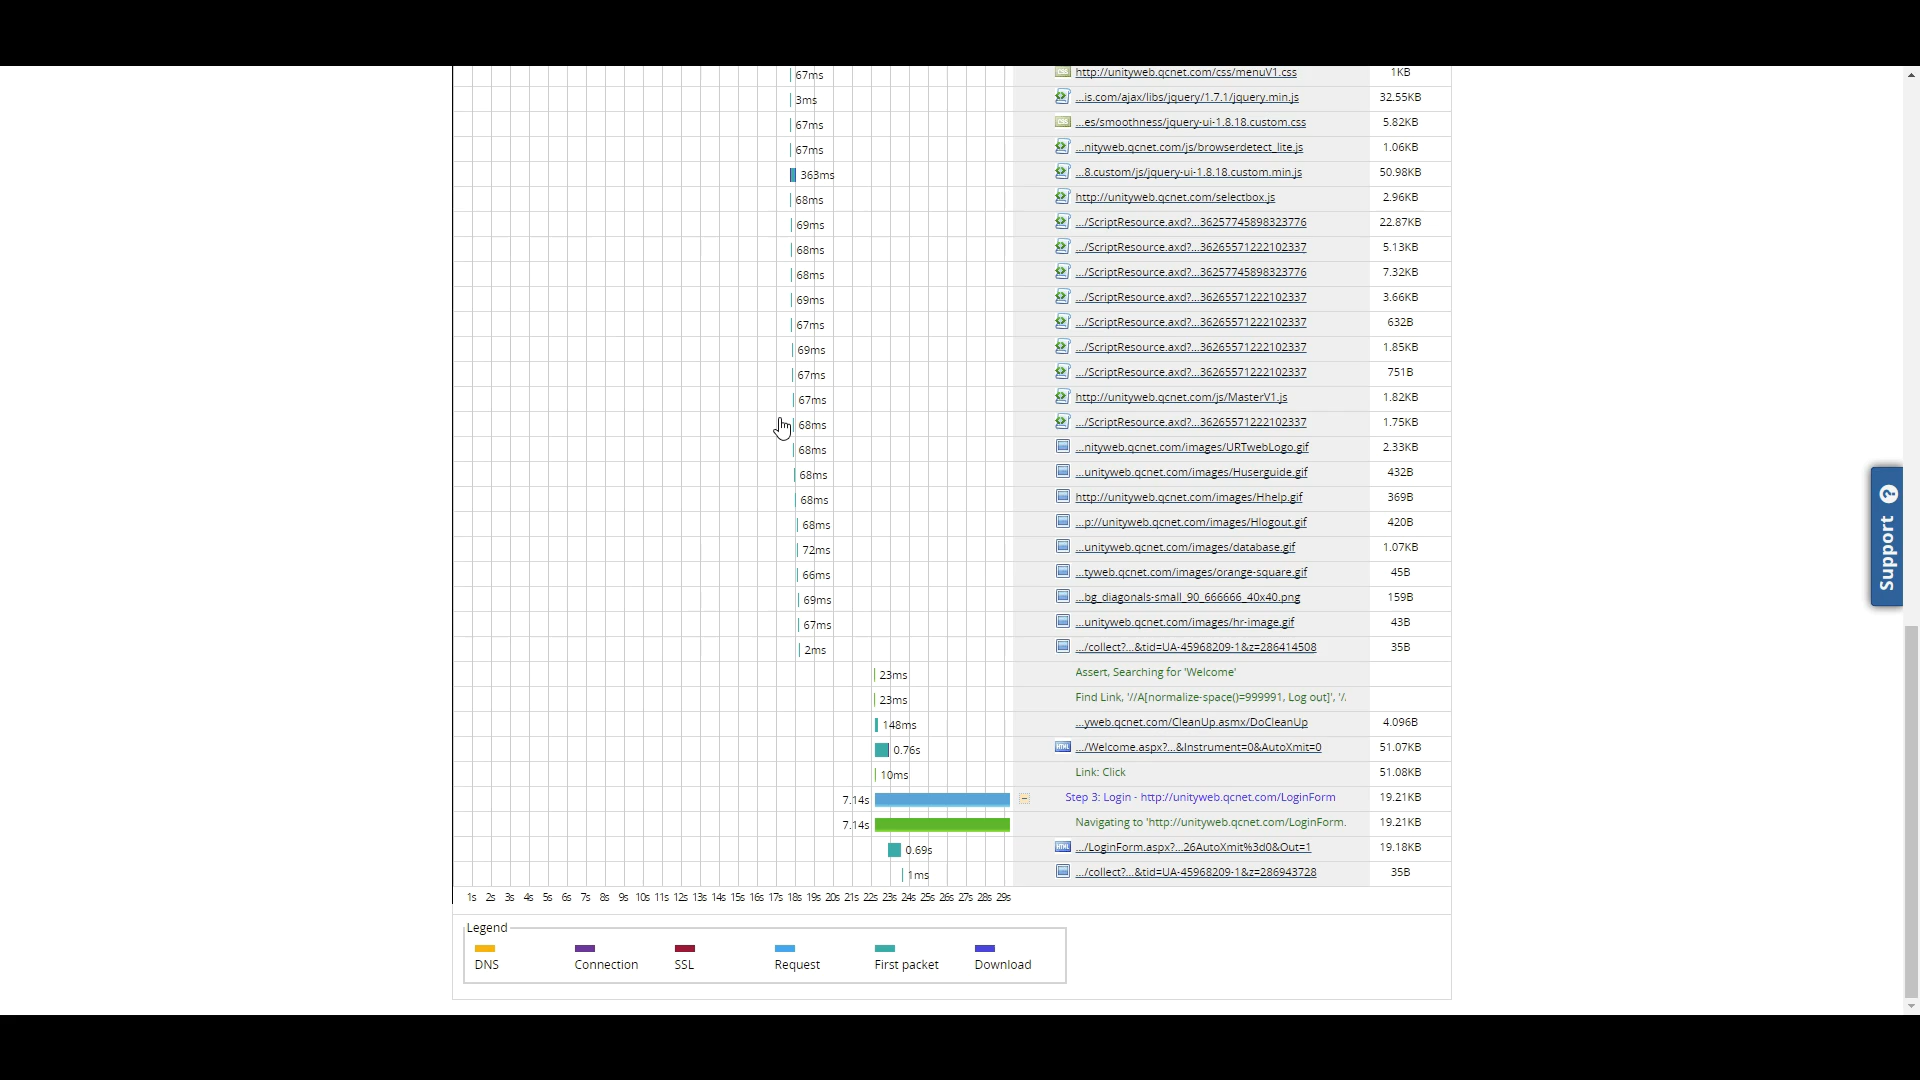 67ms http://unityweb.qcnet.com/css/menuV1.css 1KB
3ms ...is.com/ajax/libs/jquery/1.7.1/jquery.min.js 32.55KB
67ms ...es/smoothness/jquery-ui-1.8.18.custom.css 5.82KB
67ms ...nityweb.qcnet.com/js/browserdetect_lite.js 1.06KB
363ms ...8.custom/js/jquery-ui-1.8.18.custom.min.js 50.98KB
68ms http://unityweb.qcnet.com/selectbox.js 2.96KB
69ms .../ScriptResource.axd?...36257745898323776 22.87KB
68ms .../ScriptResource.axd?...36265571222102337 5.13KB
68ms .../ScriptResource.axd?...36257745898323776 7.32KB
69ms .../ScriptResource.axd?...36265571222102337 3.66KB
67ms .../ScriptResource.axd?...36265571222102337 632B
69ms .../ScriptResource.axd?...36265571222102337 1.85KB
67ms .../ScriptResource.axd?...36265571222102337 751B
67ms http://unityweb.qcnet.com/js/MasterV1.js 1.82KB
68ms .../ScriptResource.axd?...36265571222102337 1.75KB
68ms ...nityweb.qcnet.com/images/URTwebLogo.gif 2.33KB
68ms ...unityweb.qcnet.com/images/Huserguide.gif 432B
68ms http://unityweb.qcnet.com/images/Hhelp.gif 369B
68ms ...p://unityweb.qcnet.com/images/Hlogout.gif 420B
72ms ...unityweb.qcnet.com/images/database.gif 1.07KB
66ms ...tyweb.qcnet.com/images/orange-square.gif 45B
69ms ...bg_diagonals-small_90_666666_40x40.png 159B
67ms ...unityweb.qcnet.com/images/hr-image.gif 43B
2ms .../collect?...&tid=UA-45968209-1&z=286414508 35B
23ms Assert, Searching for 'Welcome'
23ms Find Link, '//A[normalize-space()=999991, Log out]', '/.
148ms ...yweb.qcnet.com/CleanUp.asmx/DoCleanUp 4.096B
0.76s HTML .../Welcome.aspx?...&Instrument=0&AutoXmit=0 51.07KB
10ms Link: Click 51.08KB
7.14s Step 3: Login - http://unityweb.qcnet.com/LoginForm 19.21KB
7.14s Navigating to 'http://unityweb.qcnet.com/LoginForm. 19.21KB
0.69s HTML .../LoginForm.aspx?...26AutoXmit%3d0&Out=1 19.18KB
1ms .../collect?...&tid=UA-45968209-1&z=286943728 35B
1s 2s 3s 4s 5s 6s 7s 8s 9s 10s 11s 12s 13s 14s 15s 16s 17s 18s 19s 20s 21s 22s 23s 24s 25s 26s 27s 28s 29s
Legend
DNS Connection SSL Request First packet Download
Support ?